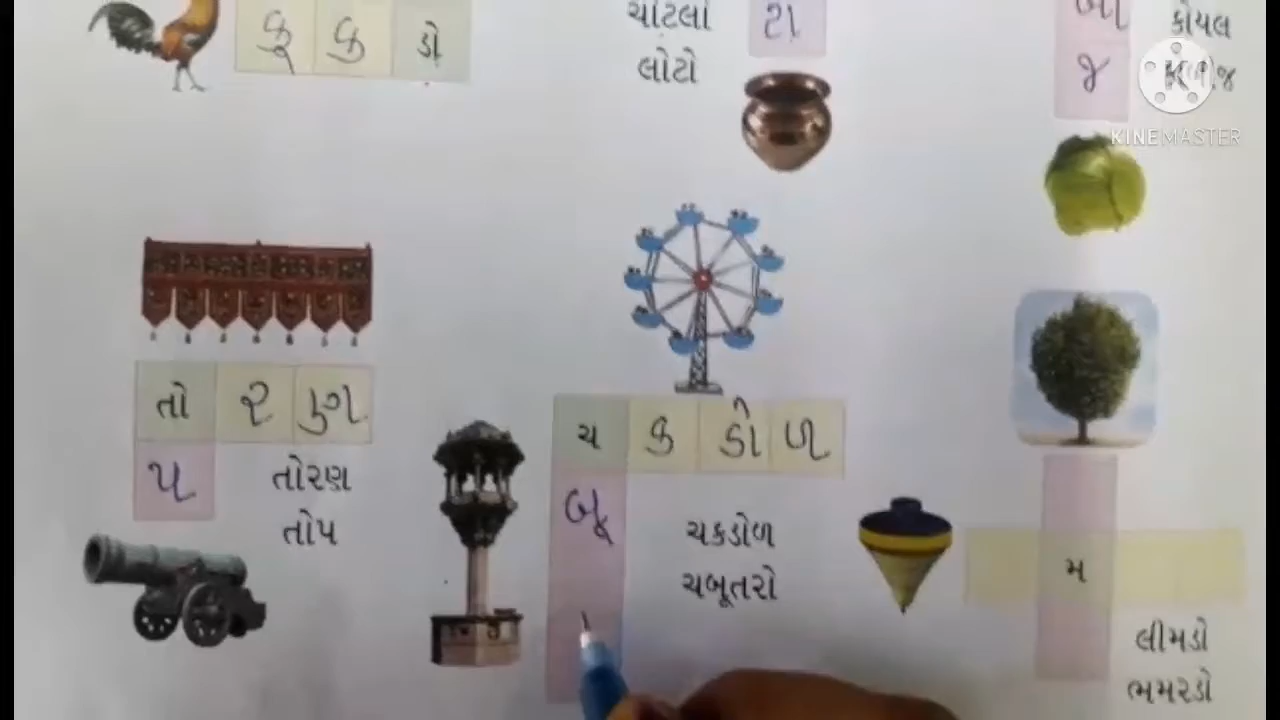 કૂ ક ડો
ચાટલા
લોટો
ટા
જ
કોયલ
KINEMASTER
તો ર ણ
પ
તોરણ
તોપ
ચ ક ડો ળ
બૂ
ચકડોળ
ચબૂતરો
મ
લીમડો
ભમરડો